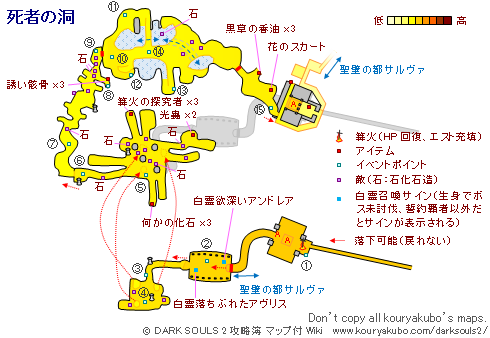 死者の洞
低 高
⑪
石
黒草の香油 ×3
花のスカート
聖壁の都サルヴァ
⑨
⑩
⑭
石
誘い骸骨 ×3
⑧
⑫
⑬
篝火の探究者 ×3
光蟲 ×2
⑮
A
石
篝火(HP 回復、エスト充填)
アイテム
イベントポイント
敵(石：石化石造)
白霊召喚サイン(生身でボ
ス未討伐、誓約覇者以外だ
とサインが表示される)
落下可能(戻れない)
⑦
⑥
石
石
⑤
何かの化石 ×3
白霊欲深いアンドレア
②
A
A
①
③
④
聖壁の都サルヴァ
白霊落ちぶれたアヴリス
Don't copy all kouryakubo's maps.
© DARK SOULS 2 攻略簿 マップ付 Wiki www.kouryakubo.com/darksouls2/